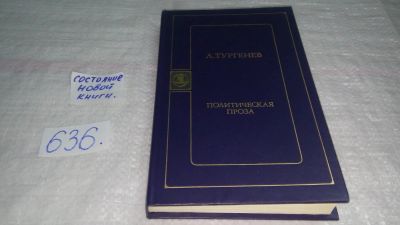 состояние
новой
книги.
636.
А. ТУРГЕНЕВ
ПОЛИТИЧЕСКАЯ
ПРОЗА